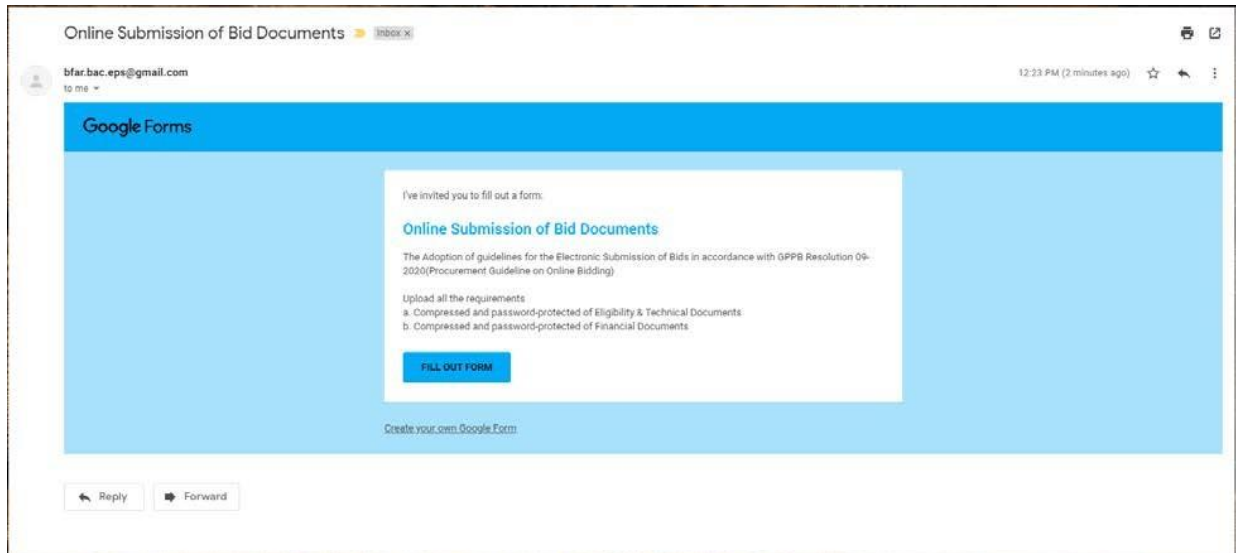 Online Submission of Bid Documents Inbox x
bfar.bac.eps@gmail.com
12:23 PM (2 minutes ago)
to me
Google Forms
I've invited you to fill out a form:
Online Submission of Bid Documents
The Adoption of guidelines for the Electronic Submission of Bids in accordance with GPPB Resolution 09-
2020(Procurement Guideline on Online Bidding)
Upload all the requirements
a. Compressed and password-protected of Eligibility & Technical Documents
b. Compressed and password-protected of Financial Documents
FILL OUT FORM
Create your own Google Form
Reply
Forward